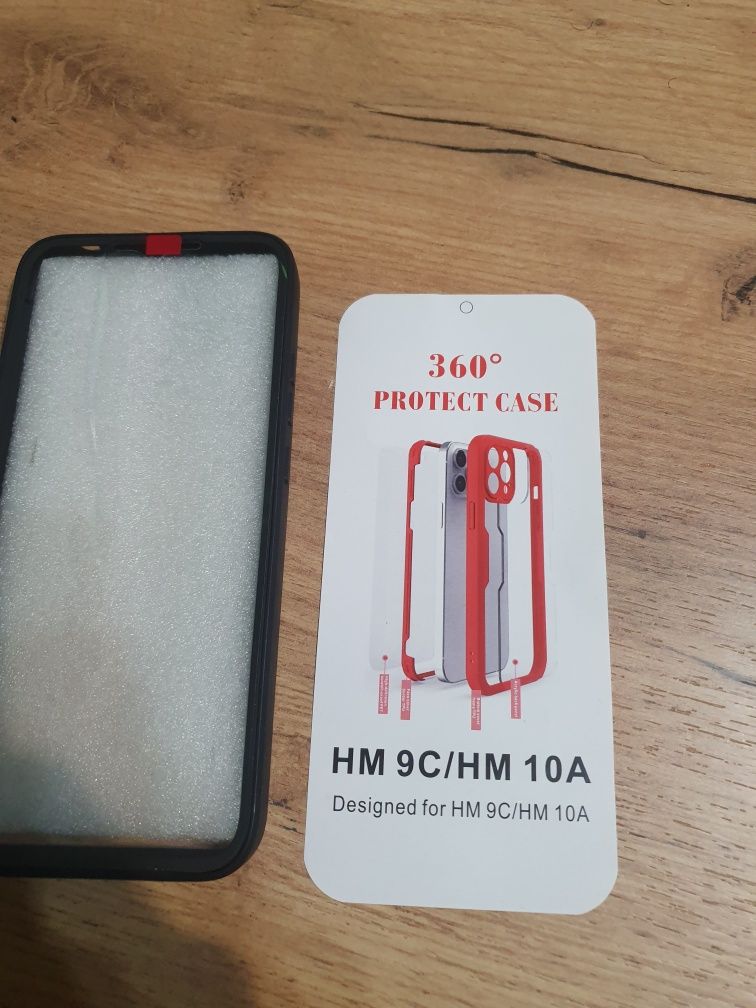 360°
PROTECT CASE
HM 9C/HM 10A
Designed for HM 9C/HM 10A